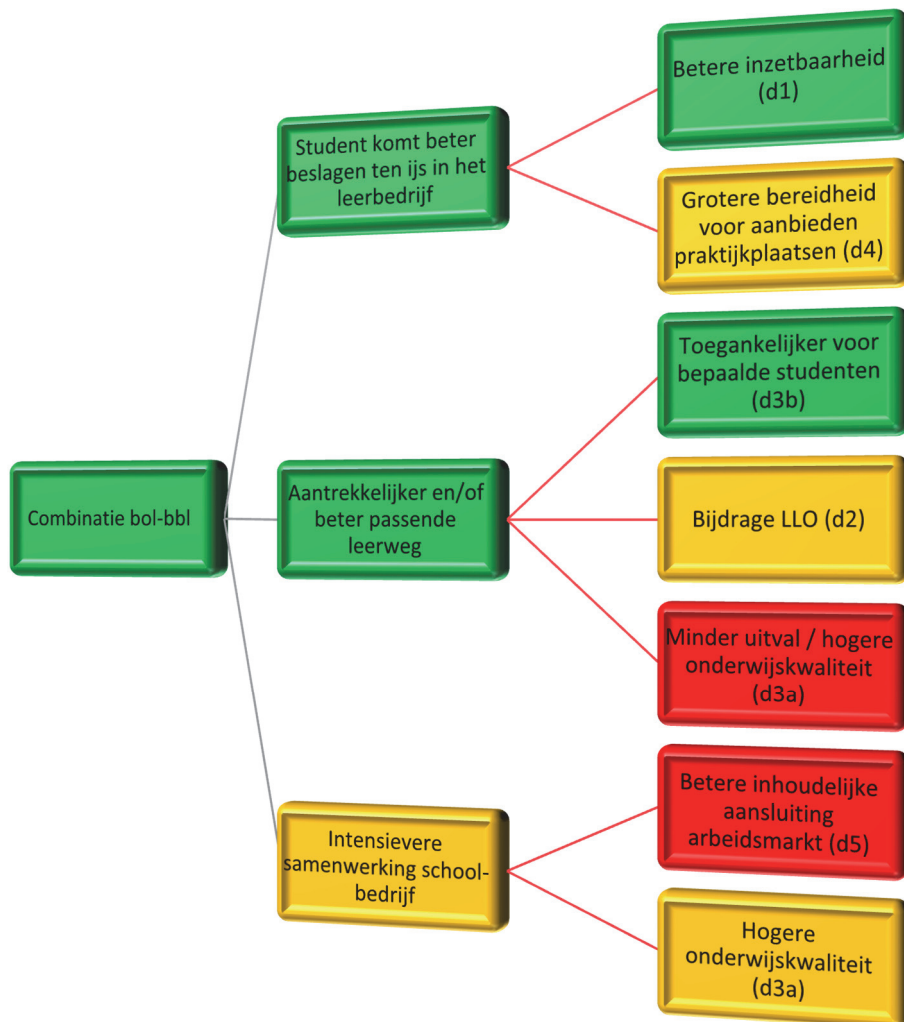 Combinatie bol-bbl
Student komt beter
beslagen ten ijs in het
leerbedrijf
Betere inzetbaarheid
(d1)
Grotere bereidheid
voor aanbieden
praktijkplaatsen (d4)
Aantrekkelijker en/of
beter passende
leerweg
Toegankelijker voor
bepaalde studenten
(d3b)
Bijdrage LLO (d2)
Minder uitval / hogere
onderwijskwaliteit
(d3a)
Intensievere
samenwerking school-
bedrijf
Betere inhoudelijke
aansluiting
arbeidsmarkt (d5)
Hogere
onderwijskwaliteit
(d3a)